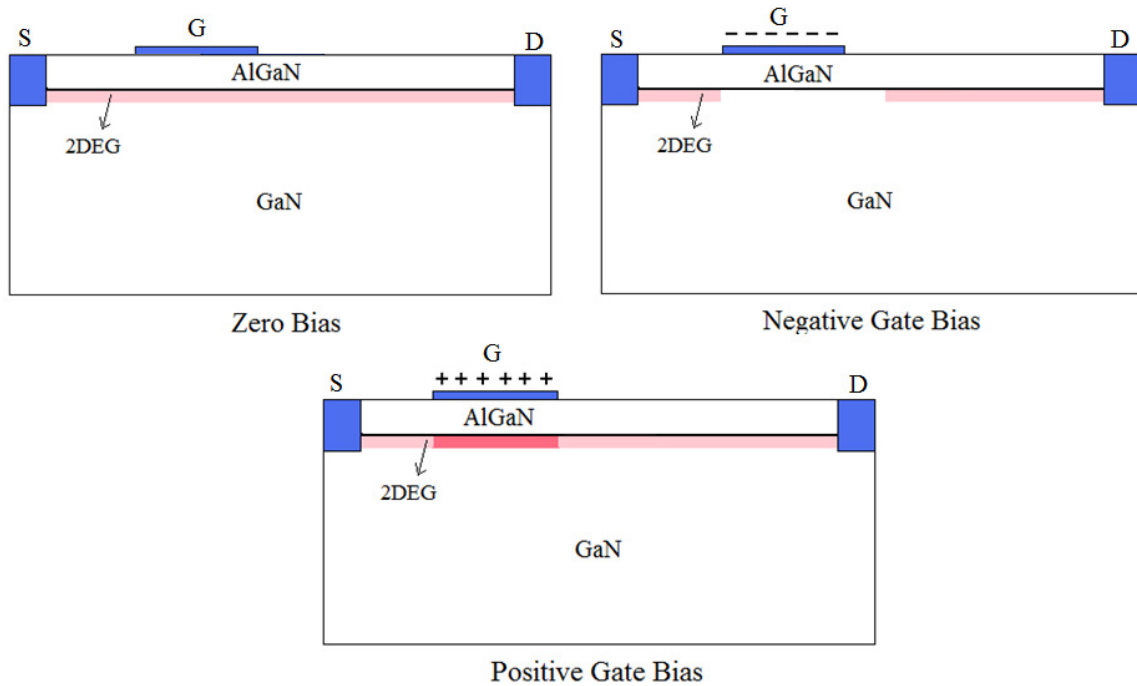 G
S
D
AlGaN
2DEG
GaN
Zero Bias
G
– – – – – – –
S
D
AlGaN
2DEG
GaN
Negative Gate Bias
G
+ + + + + +
S
D
AlGaN
2DEG
GaN
Positive Gate Bias